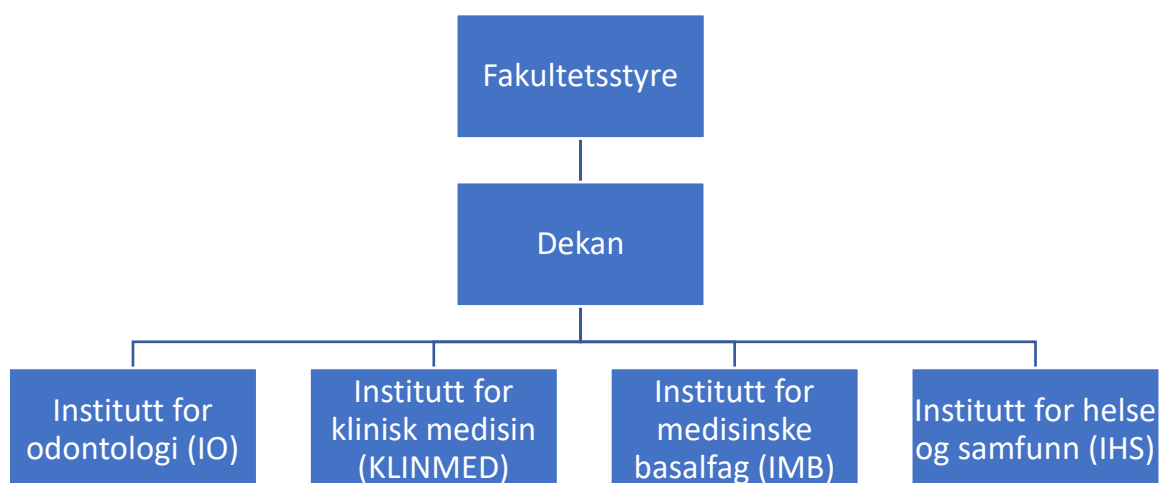 Fakultetsstyre
Dekan
Institutt for
odontologi (IO)
Institutt for
klinisk medisin
(KLINMED)
Institutt for
medisinske
basalfag (IMB)
Institutt for helse
og samfunn (IHS)